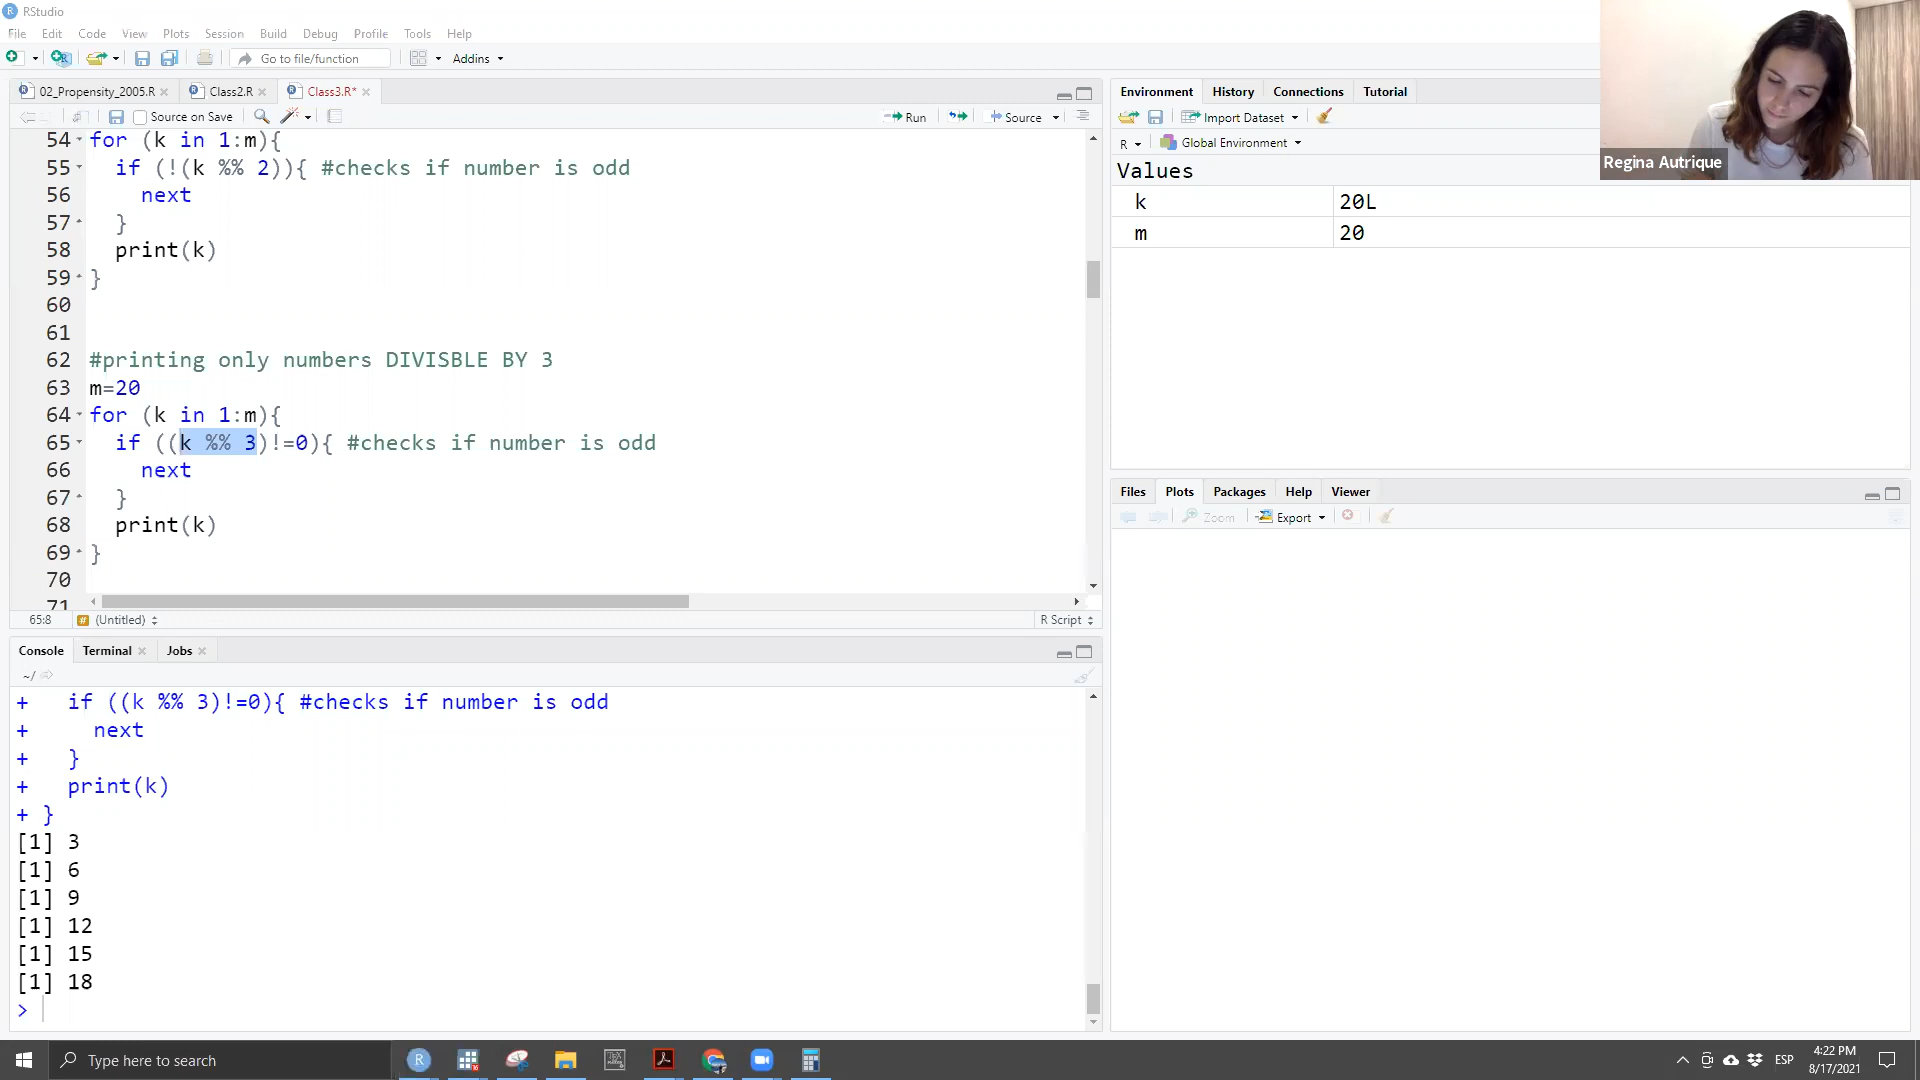 RStudio
File Edit Code View Plots Session Build Debug Profile Tools Help
Go to file/function Addins
02_Propensity_2005.R Class2.R Class3.R*
Source on Save Run Source
54 for (k in 1:m){
55 if (!(k %% 2)){ #checks if number is odd
56 next
57 }
58 print(k)
59 }
60
61
62 #printing only numbers DIVISBLE BY 3
63 m=20
64 for (k in 1:m){
65 if ((k %% 3)!=0){ #checks if number is odd
66 next
67 }
68 print(k)
69 }
70
71
65:8 (Untitled) R Script
Console Terminal Jobs
~/
+ if ((k %% 3)!=0){ #checks if number is odd
+ next
+ }
+ print(k)
+ }
[1] 3
[1] 6
[1] 9
[1] 12
[1] 15
[1] 18
>
Environment History Connections Tutorial
Import Dataset
R Global Environment
Values
k 20L
m 20
Files Plots Packages Help Viewer
Zoom Export
Regina Autrique
Type here to search
ESP
4:22 PM
8/17/2021